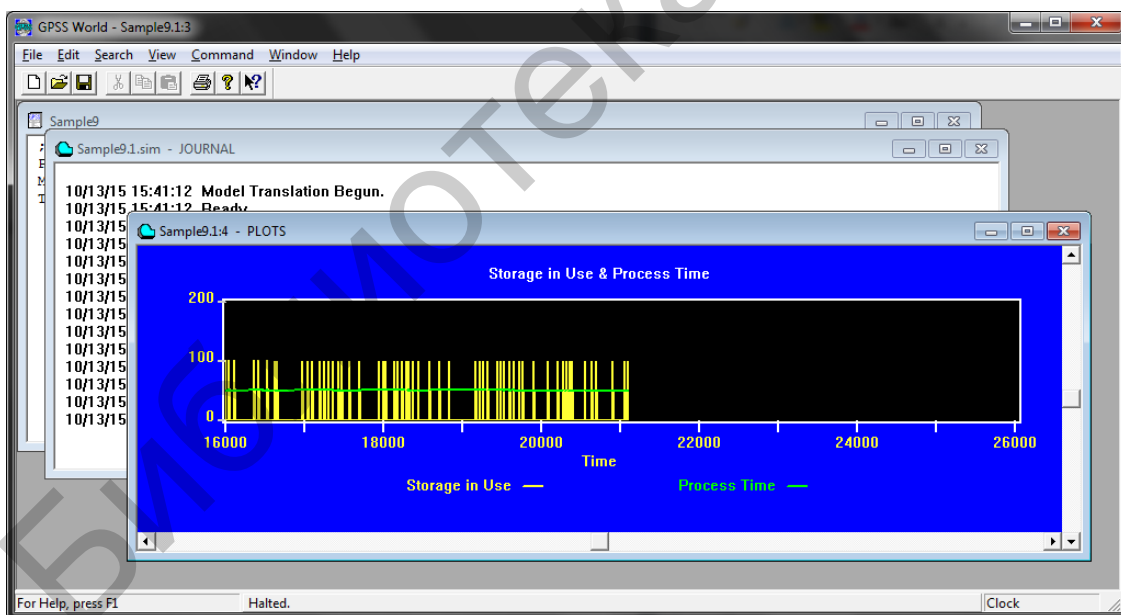 GPSS World - Sample9.1:3
File Edit Search View Command Window Help
Sample9
Sample9.1.sim - JOURNAL
10/13/15 15:41:12 Model Translation Begun.
10/13/15 15:41:12 Ready.
10/13/15
10/13/15
10/13/15
10/13/15
10/13/15
10/13/15
10/13/15
10/13/15
10/13/15
10/13/15
10/13/15
10/13/15
Sample9.1:4 - PLOTS
Storage in Use & Process Time
200
100
0
16000 18000 20000 22000 24000 26000
Time
Storage in Use Process Time
For Help, press F1 Halted. Clock
Библиотека